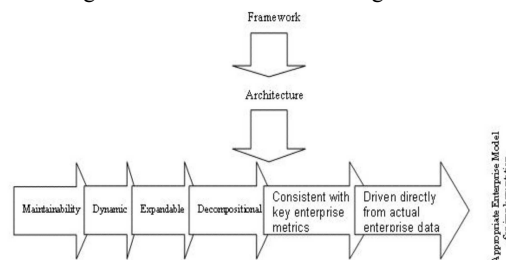 Framework
Architecture
Maintainability
Dynamic
Expandable
Decompositional
Consistent with
key enterprise
metrics
Driven directly
from actual
enterprise data
Appropriate Enterprise Model